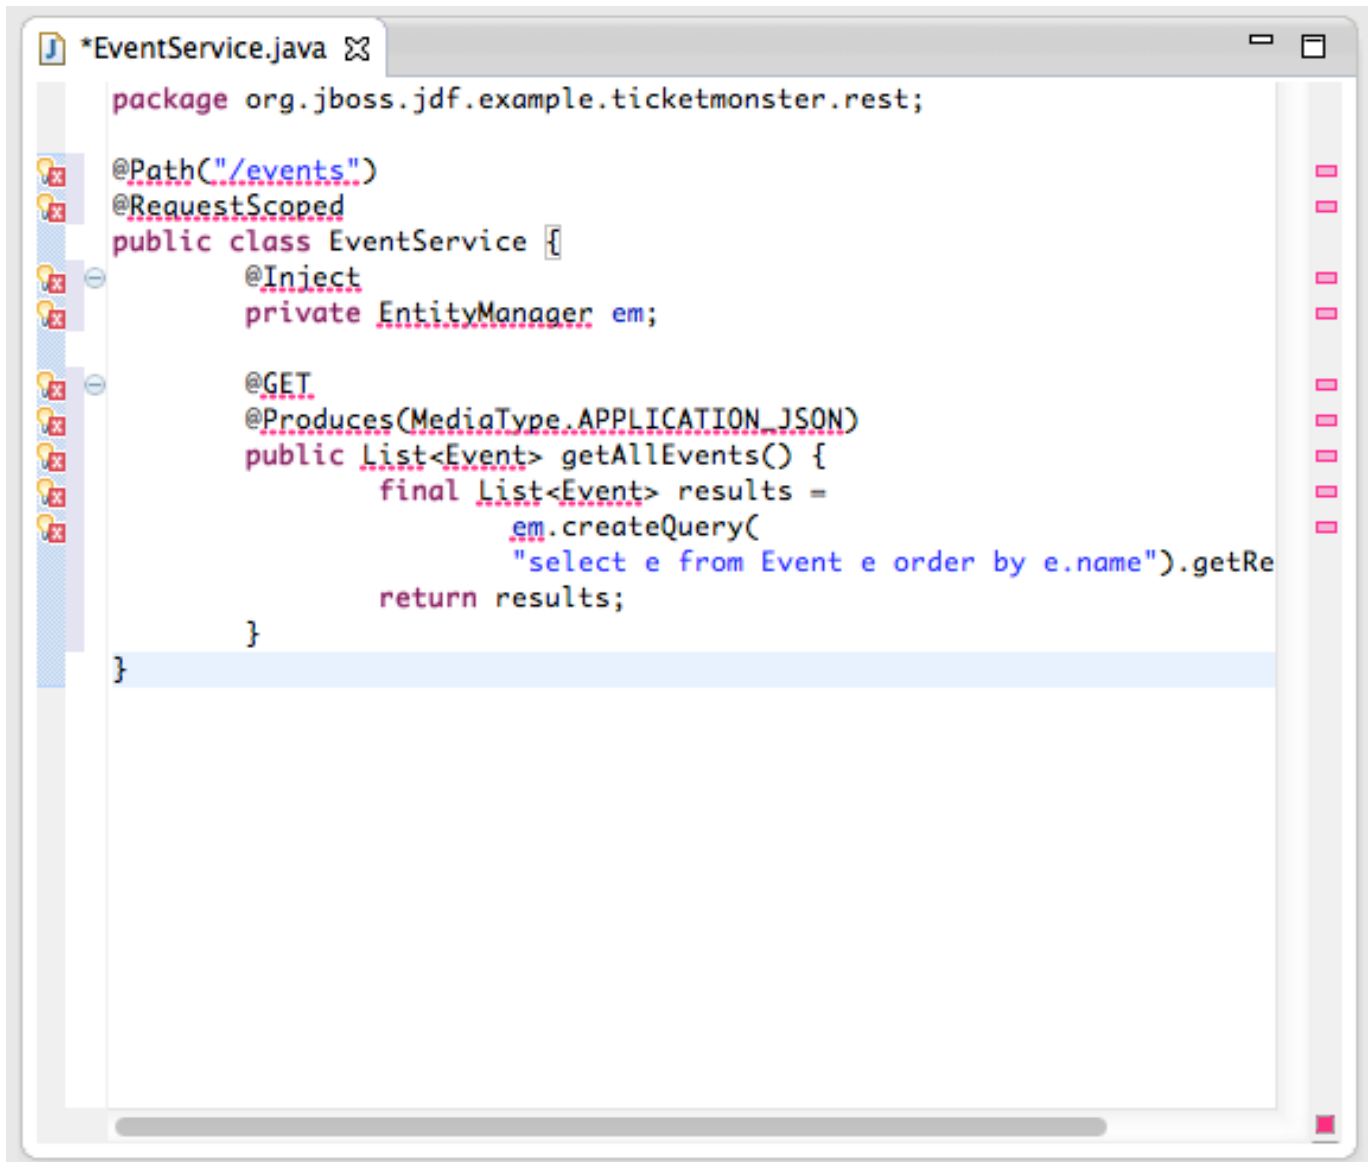 *EventService.java
package org.jboss.jdf.example.ticketmonster.rest;
@Path("/events")
@RequestScoped
public class EventService {
@Inject
private EntityManager em;
@GET
@Produces(MediaType.APPLICATION_JSON)
public List<Event> getAllEvents() {
final List<Event> results =
em.createQuery(
"select e from Event e order by e.name").getRe
return results;
}
}